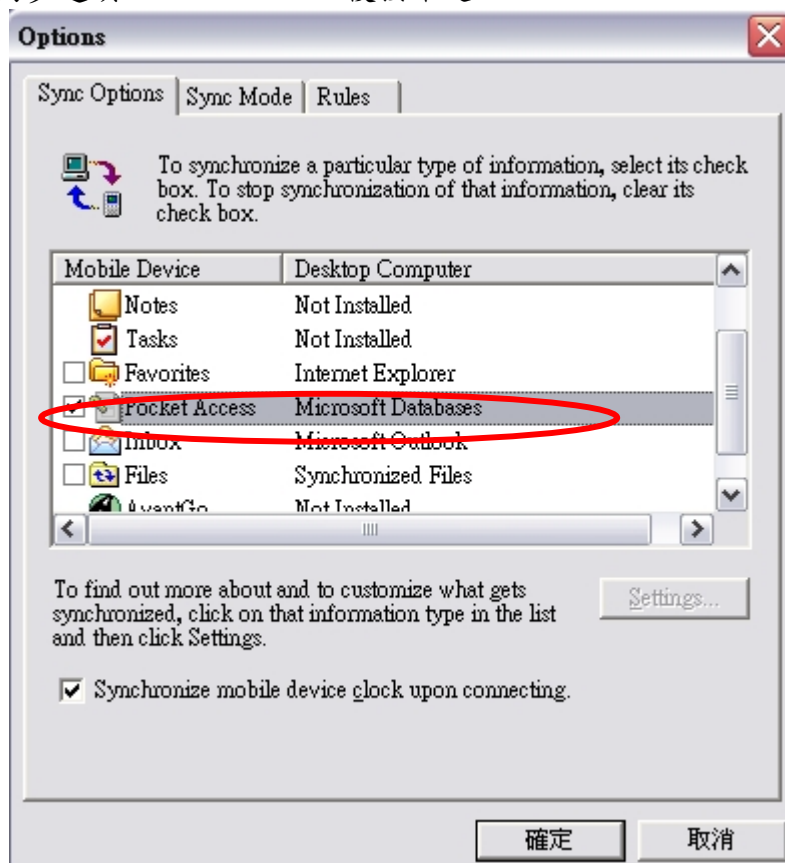 Options
Sync Options Sync Mode Rules
To synchronize a particular type of information, select its check
box. To stop synchronization of that information, clear its
check box.
Mobile Device Desktop Computer
Notes Not Installed
Tasks Not Installed
Favorites Internet Explorer
Pocket Access Microsoft Databases
Inbox Microsoft Outlook
Files Synchronized Files
AvantGo Not Installed
To find out more about and to customize what gets
synchronized, click on that information type in the list
and then click Settings.
Settings...
Synchronize mobile device clock upon connecting.
確定 取消